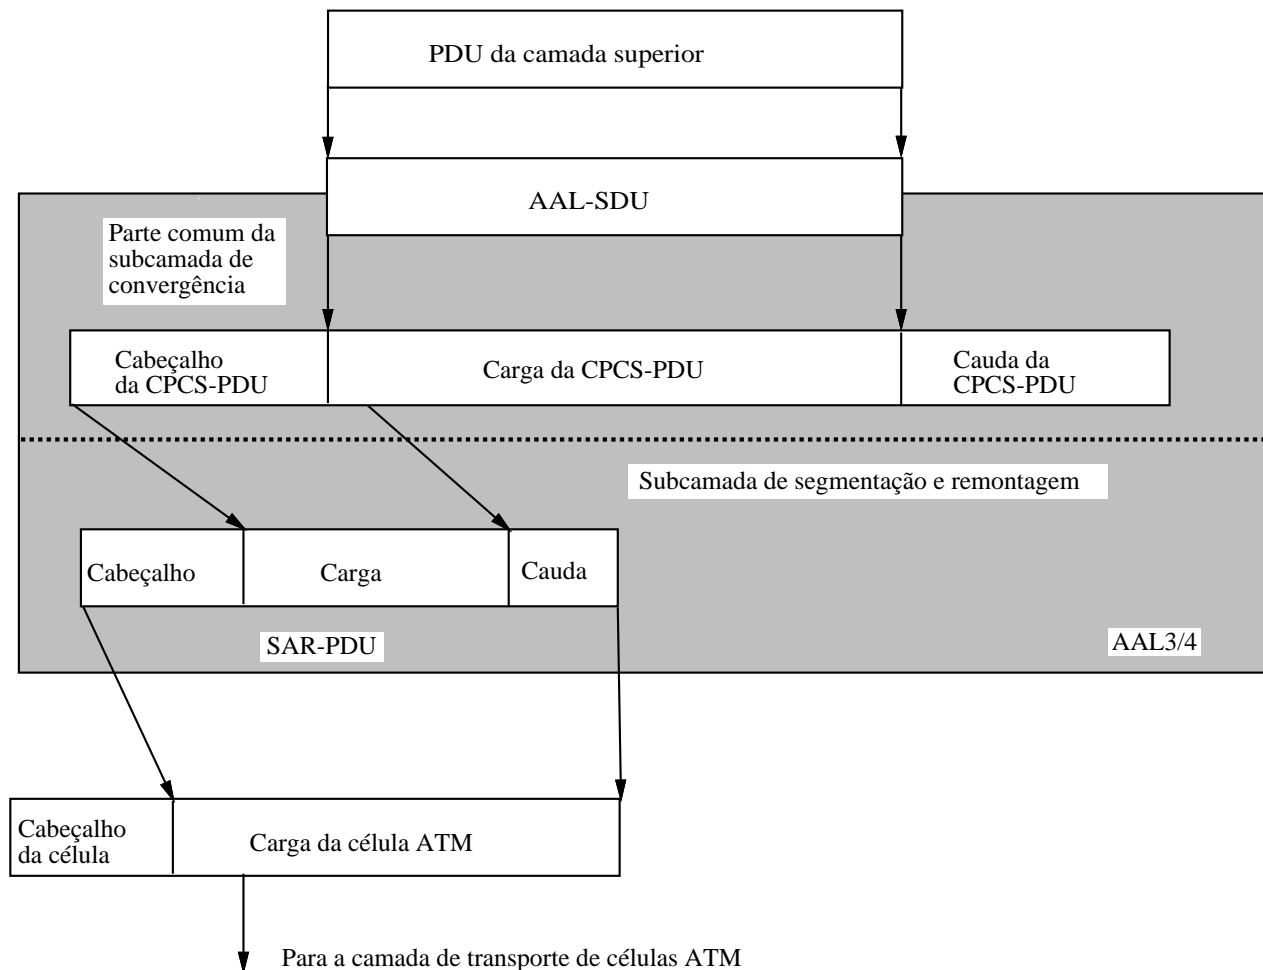 PDU da camada superior
AAL-SDU
Parte comum da
subcamada de
convergência
Cabeçalho
da CPCS-PDU
Carga da CPCS-PDU
Cauda da
CPCS-PDU
Subcamada de segmentação e remontagem
Cabeçalho
Carga
Cauda
SAR-PDU
AAL3/4
Cabeçalho
da célula
Carga da célula ATM
Para a camada de transporte de células ATM